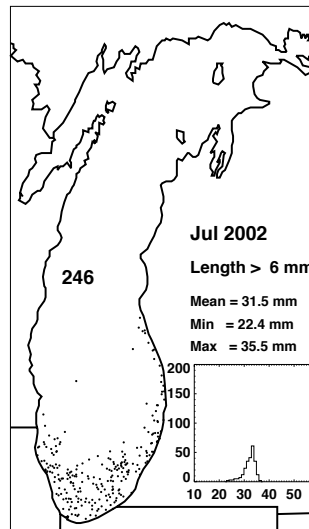 Jul 2002
Length > 6 mm
246
Mean = 31.5 mm
Min = 22.4 mm
Max = 35.5 mm
200
150
100
50
0
10 20 30 40 50